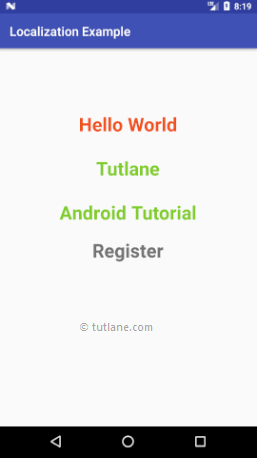 8:19
Localization Example
Hello World
Tutlane
Android Tutorial
Register
© tutlane.com